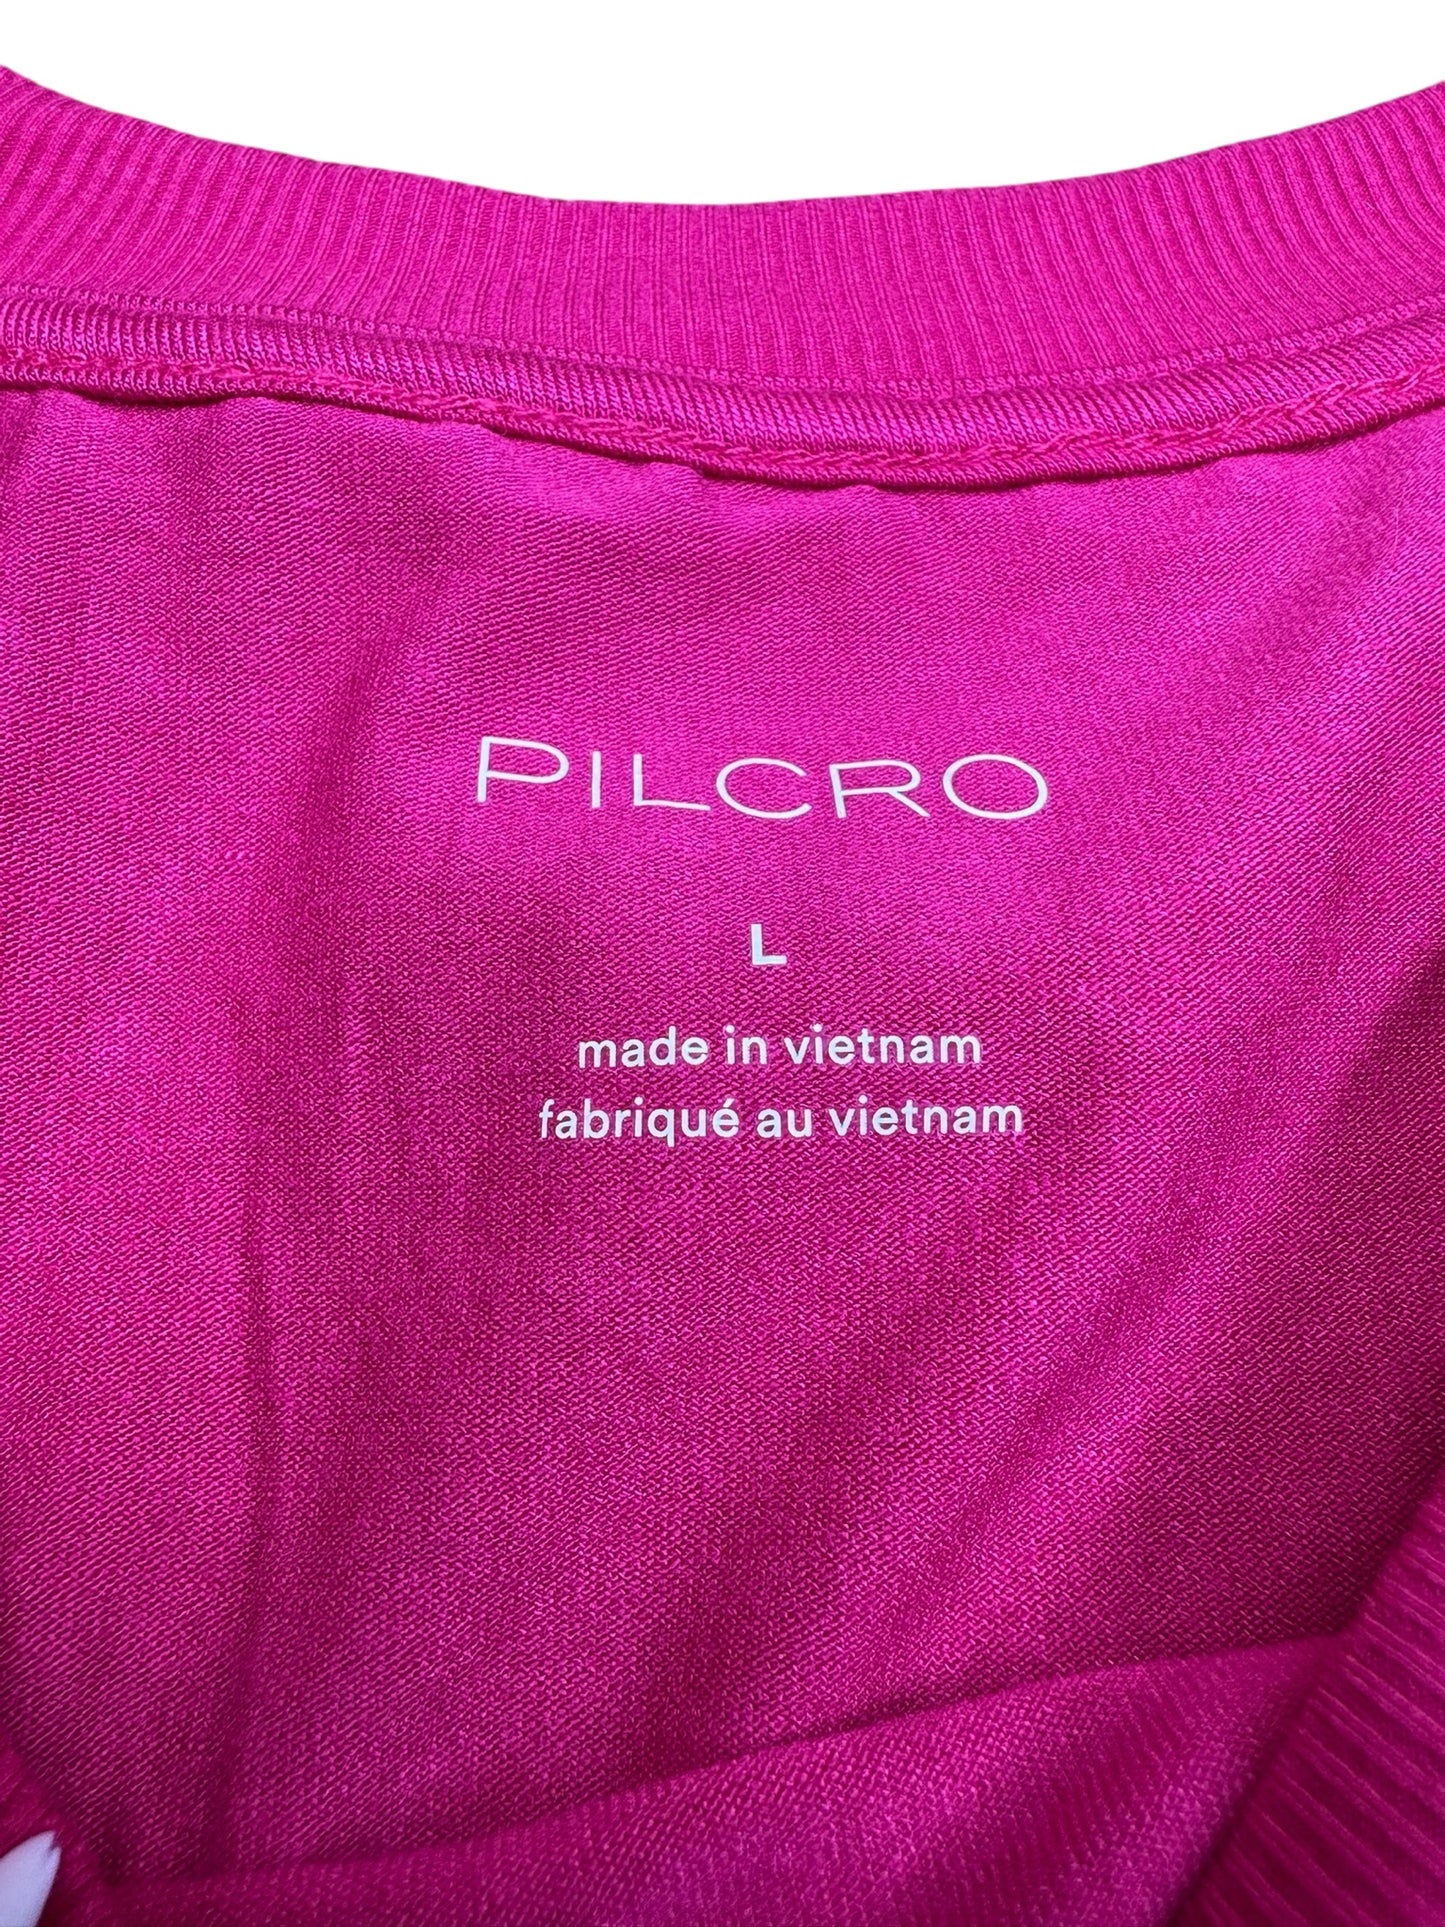 PILCRO
L
made in vietnam
fabriqué au vietnam